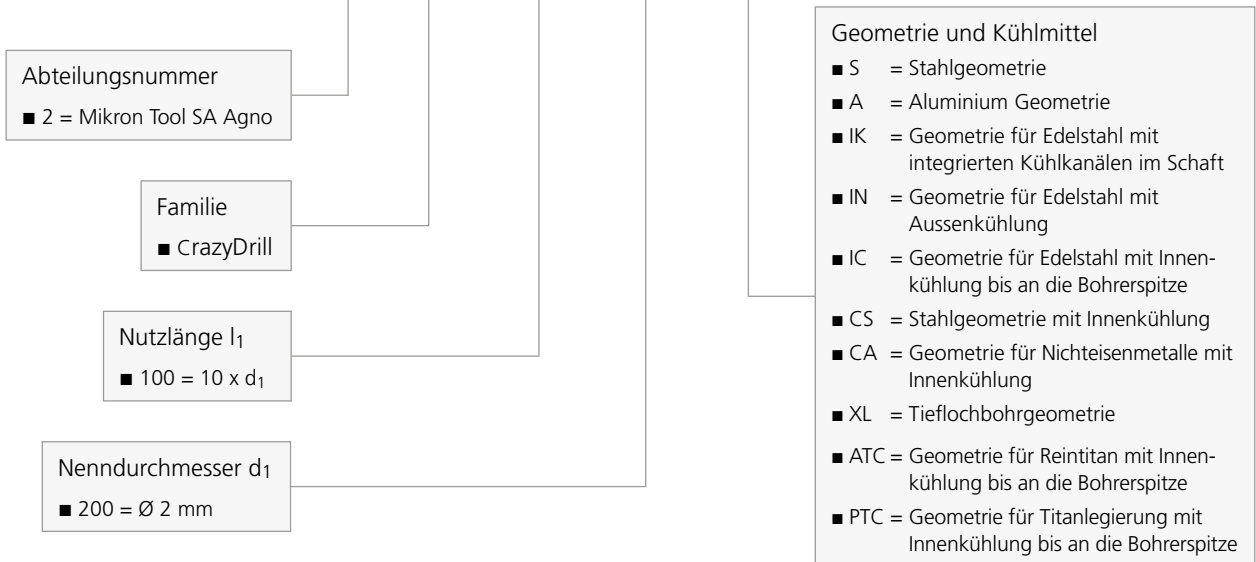 Abteilungsnummer
■ 2 = Mikron Tool SA Agno
Familie
■ CrazyDrill
Nutzlänge l1
■ 100 = 10 x d1
Nenndurchmesser d1
■ 200 = Ø 2 mm
Geometrie und Kühlmittel
■ S = Stahlgeometrie
■ A = Aluminium Geometrie
■ IK = Geometrie für Edelstahl mit
integrierten Kühlkanälen im Schaft
■ IN = Geometrie für Edelstahl mit
Aussenkühlung
■ IC = Geometrie für Edelstahl mit Innen-
kühlung bis an die Bohrerspitze
■ CS = Stahlgeometrie mit Innenkühlung
■ CA = Geometrie für Nichteisenmetalle mit
Innenkühlung
■ XL = Tieflochbohrgeometrie
■ ATC = Geometrie für Reintitan mit Innen-
kühlung bis an die Bohrerspitze
■ PTC = Geometrie für Titanlegierung mit
Innenkühlung bis an die Bohrerspitze